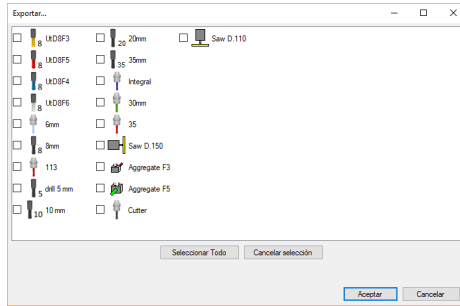 Exportar...
8 UtD8F3
8 UtD8F5
8 UtD8F4
8 UtD8F6
6mm
8 8mm
113
5 drill 5 mm
10 10 mm
20 20mm
35 35mm
Integral
30mm
35
Saw D.150
Aggregate F3
Aggregate F5
Cutter
Saw D.110
Seleccionar Todo
Cancelar selección
Aceptar
Cancelar